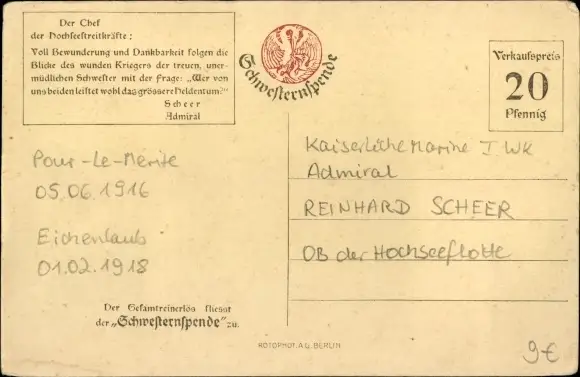 Der Chef
der Hochseestreitkräfte:
Voll Bewunderung und Dankbarkeit folgen die
Blicke des wunden Kriegers der treuen, uner-
müdlichen Schwester mit der Frage: „Wer von
uns beiden leistet wohl das grössere Heldentum?"
Scheer
Admiral
Schwesternspende
Verkaufspreis
20
Pfennig
Pour-Le-Merite
05.06.1916
Eichenlaub
01.02.1918
Kaiserliche Marine I. WK
Admiral
REINHARD SCHEER
OB der Hochseeflotte
Der Gesamtreinerlös fliesst
der „Schwesternspende" zu.
ROTOPHOT A.G. BERLIN
9€